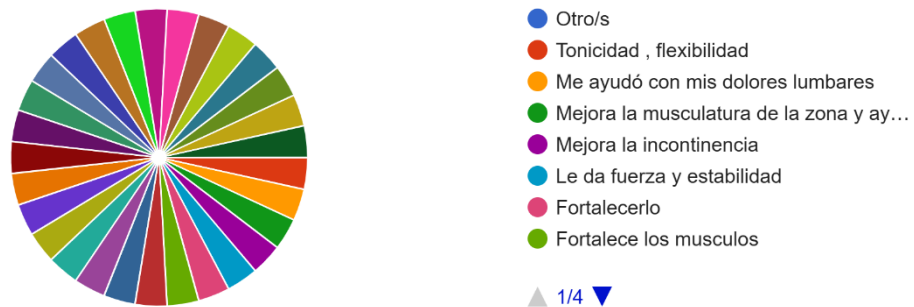 Otro/s
Tonicidad , flexibilidad
Me ayudó con mis dolores lumbares
Mejora la musculatura de la zona y ay…
Mejora la incontinencia
Le da fuerza y estabilidad
Fortalecerlo
Fortalece los musculos
1/4